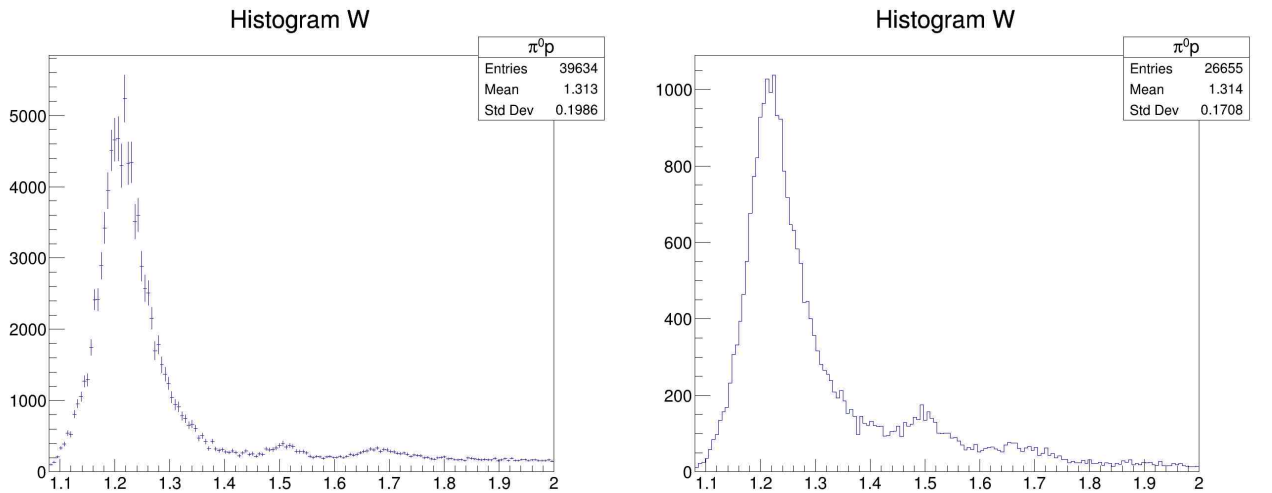 Histogram W
π⁰p
Entries 39634
Mean 1.313
Std Dev 0.1986
5000
4000
3000
2000
1000
0
1.1 1.2 1.3 1.4 1.5 1.6 1.7 1.8 1.9 2
Histogram W
π⁰p
Entries 26655
Mean 1.314
Std Dev 0.1708
1000
800
600
400
200
0
1.1 1.2 1.3 1.4 1.5 1.6 1.7 1.8 1.9 2